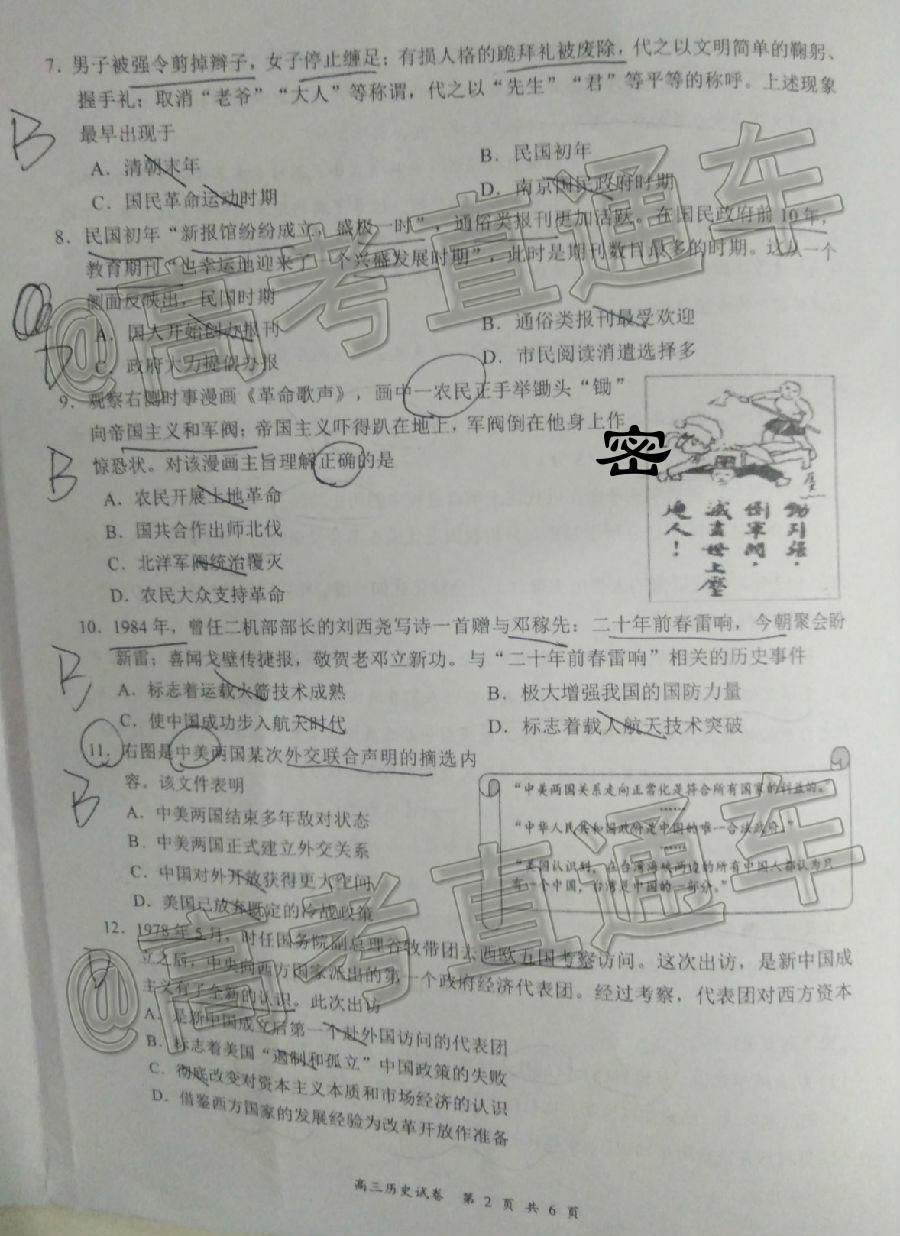 7. 男子被强令剪掉辫子，女子停止缠足；有损人格的跪拜礼被废除，代之以文明简单的鞠躬、
握手礼；取消“老爷”“大人”等称谓，代之以“先生”“君”等平等的称呼。上述现象
最早出现于
B
A. 清朝末年
B. 民国初年
C. 国民革命运动时期
D. 南京国民政府时期
8. 民国初年“新报馆纷纷成立，盛极一时”，通俗类报刊更加活跃。在国民政府前10年，
教育期刊“也幸运地迎来了一个兴盛发展时期”，此时是期刊数目最多的时期。这从一个
侧面反映出，民国时期
D
A. 国人开始创办报刊
B. 通俗类报刊最受欢迎
C. 政府大力提倡办报
D. 市民阅读消遣选择多
9. 观察右侧时事漫画《革命歌声》，画中一农民正手举锄头“锄”
向帝国主义和军阀；帝国主义吓得趴在地上，军阀倒在他身上作
惊恐状。对该漫画主旨理解正确的是
B
A. 农民开展土地革命
B. 国共合作出师北伐
C. 北洋军阀统治覆灭
D. 农民大众支持革命
密
倒军阀.
灭尽世上压
迫人！
10. 1984年，曾任二机部部长的刘西尧写诗一首赠与邓稼先：二十年前春雷响，今朝聚会盼
新雷；喜闻戈壁传捷报，敬贺老邓立新功。与“二十年前春雷响”相关的历史事件
B
A. 标志着运载火箭技术成熟
B. 极大增强我国的国防力量
C. 使中国成功步入航天时代
D. 标志着载人航天技术突破
11. 右图是中美两国某次外交联合声明的摘选内
容。该文件表明
B
A. 中美两国结束多年敌对状态
B. 中美两国正式建立外交关系
C. 中国对外开放获得更大空间
D. 美国已放弃既定的冷战政策
“中美两国关系走向正常化是符合所有国家的利益的。”
……
“中华人民共和国政府是中国的唯一合法政府。”
……
“美国认识到，在台湾海峡两边的所有中国人都认为只
有一个中国，台湾是中国的一部分。”
12. 1978年5月，时任国务院副总理谷牧带团去西欧五国考察访问。这次出访，是新中国成
立之后，中央向西方国家派出的第一个政府经济代表团。经过考察，代表团对西方资本
主义有了全新的认识。此次出访
D
A. 是新中国成立后第一个赴外国访问的代表团
B. 标志着美国“遏制和孤立”中国政策的失败
C. 彻底改变对资本主义本质和市场经济的认识
D. 借鉴西方国家的发展经验为改革开放作准备
@高考直通车
@高考直通车
高三历史试卷 第 2 页 共 6 页